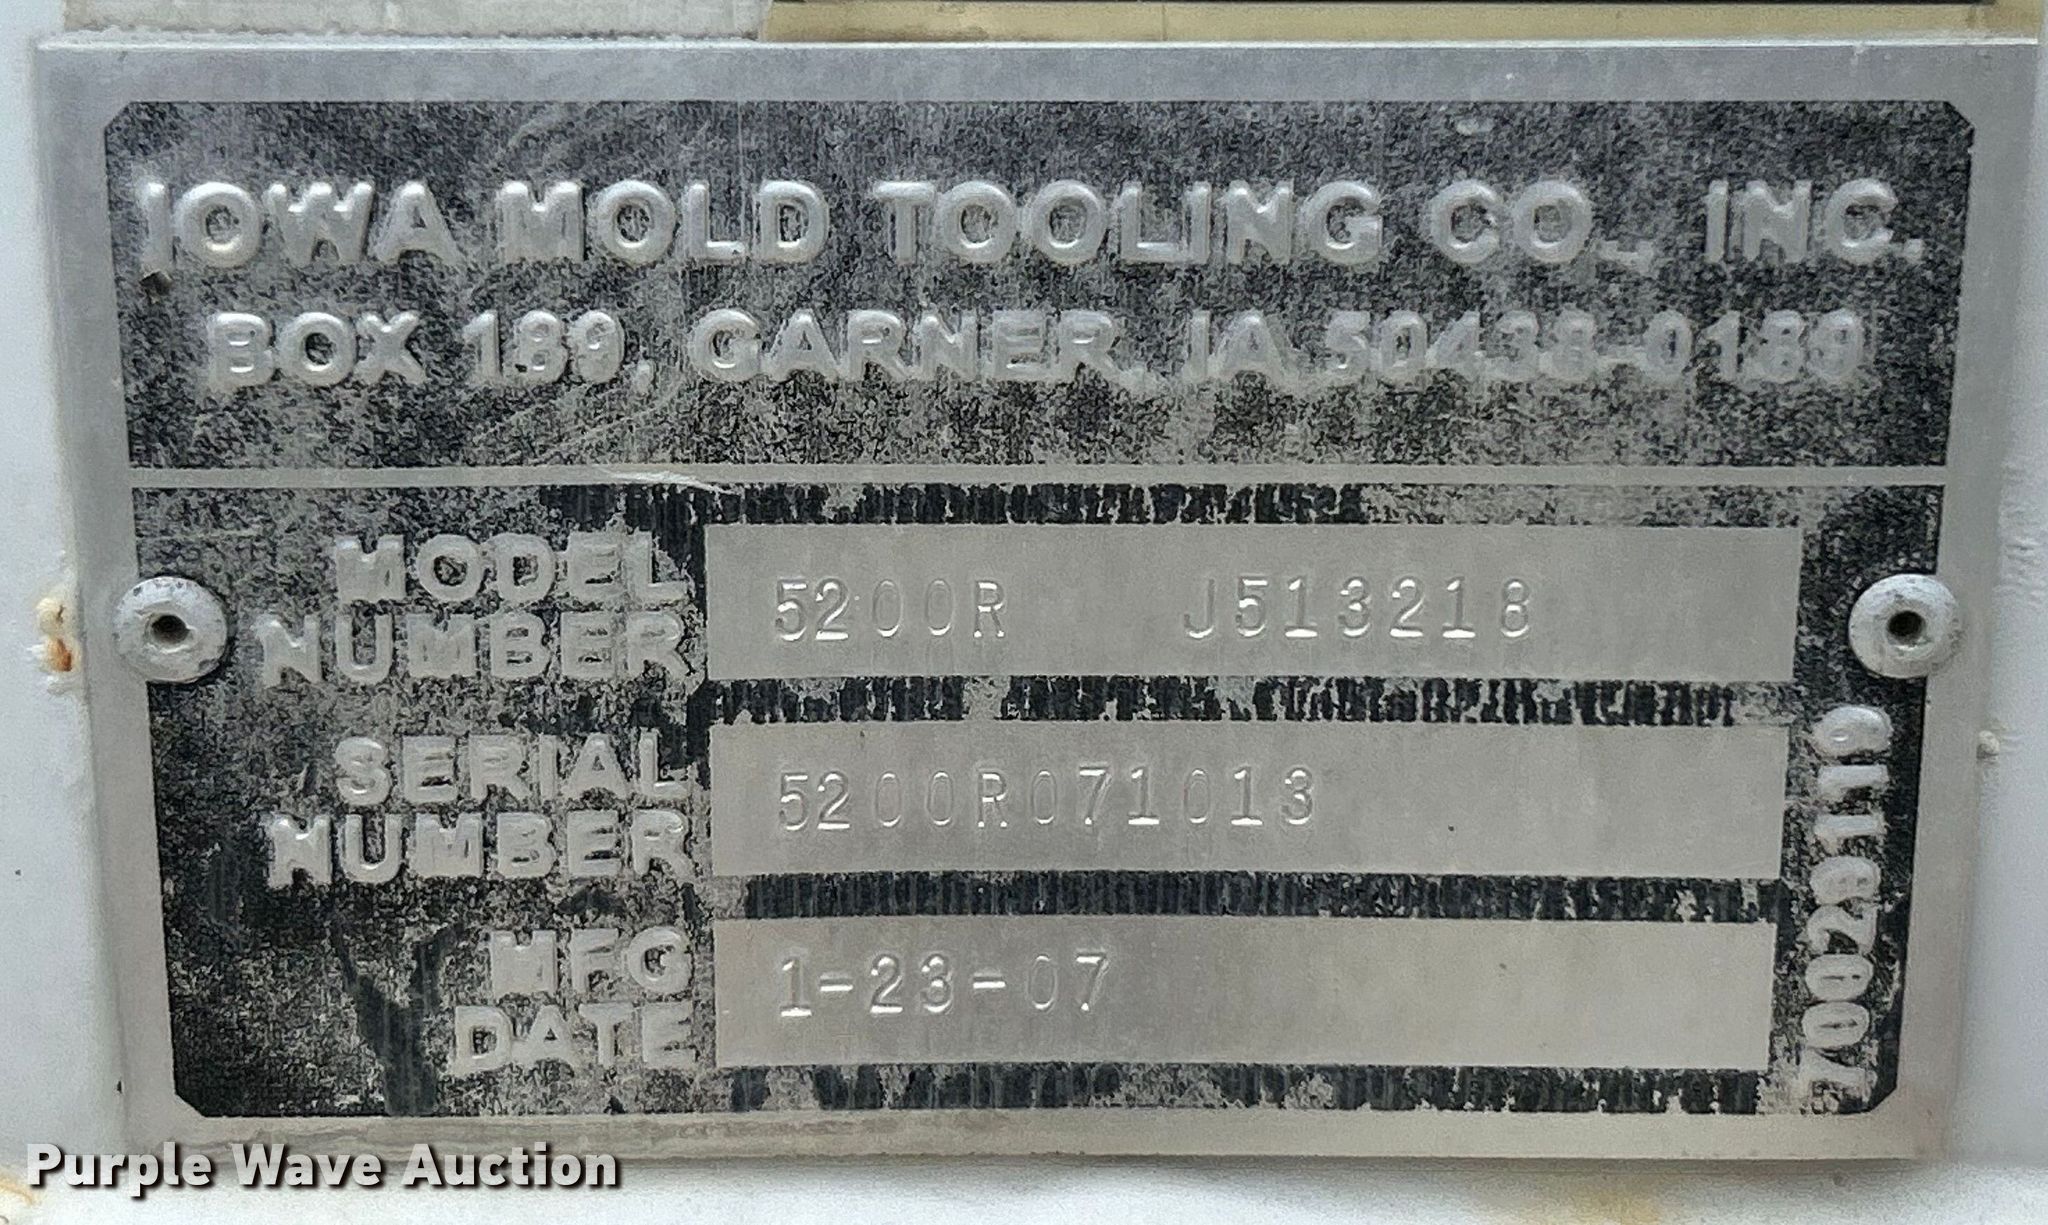 IOWA MOLD TOOLING CO., INC.
BOX 189, GARNER, IA 50438-0189
MODEL
NUMBER
5200R J513218
SERIAL
NUMBER
5200R071013
MFG
DATE
1-23-07
70029119
Purple Wave Auction